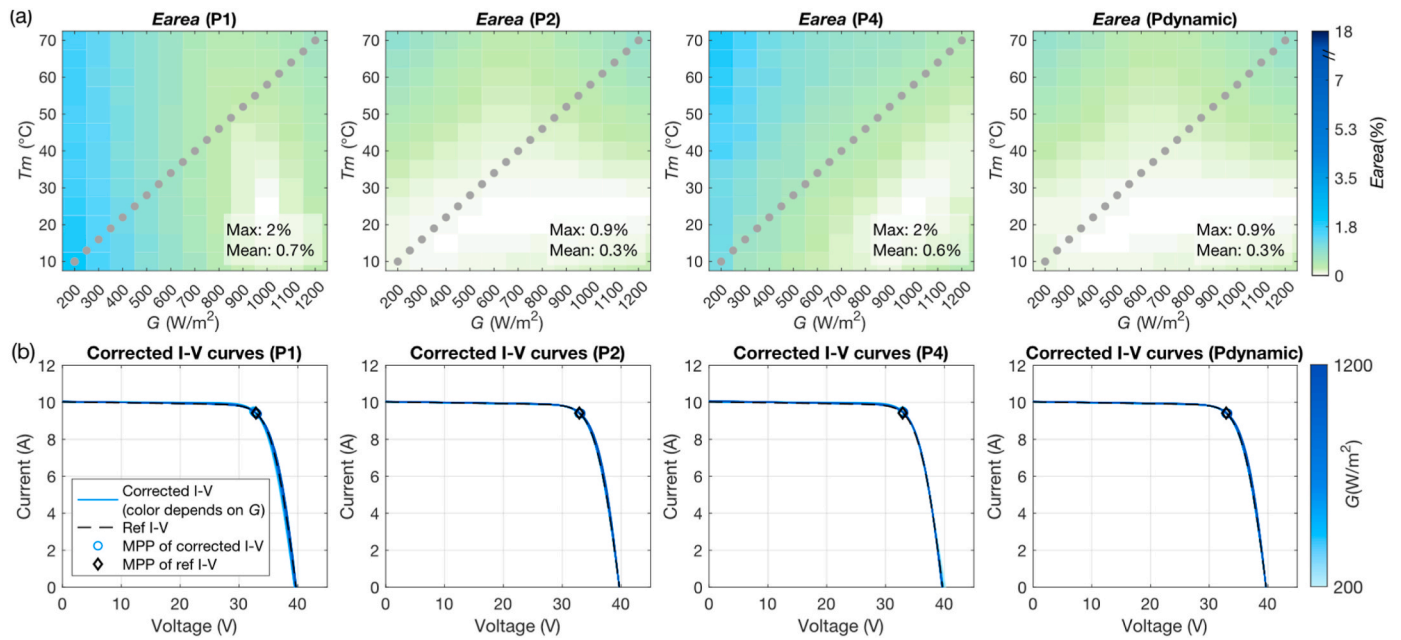 (a)
Earea (P1)
Earea (P2)
Earea (P4)
Earea (Pdynamic)
Tm (°C)
70
60
50
40
30
20
10
Max: 2%
Mean: 0.7%
200
300
400
500
600
700
800
900
1000
1100
1200
G (W/m²)
Tm (°C)
70
60
50
40
30
20
10
Max: 0.9%
Mean: 0.3%
200
300
400
500
600
700
800
900
1000
1100
1200
G (W/m²)
Tm (°C)
70
60
50
40
30
20
10
Max: 2%
Mean: 0.6%
200
300
400
500
600
700
800
900
1000
1100
1200
G (W/m²)
Tm (°C)
70
60
50
40
30
20
10
Max: 0.9%
Mean: 0.3%
200
300
400
500
600
700
800
900
1000
1100
1200
G (W/m²)
18
7
5.3
3.5
1.8
0
Earea(%)
(b)
Corrected I-V curves (P1)
Corrected I-V curves (P2)
Corrected I-V curves (P4)
Corrected I-V curves (Pdynamic)
Current (A)
12
10
8
6
4
2
0
Corrected I-V
(color depends on G)
Ref I-V
MPP of corrected I-V
MPP of ref I-V
0 10 20 30 40
Voltage (V)
Current (A)
12
10
8
6
4
2
0
0 10 20 30 40
Voltage (V)
Current (A)
12
10
8
6
4
2
0
0 10 20 30 40
Voltage (V)
Current (A)
12
10
8
6
4
2
0
0 10 20 30 40
Voltage (V)
1200
200
G(W/m²)